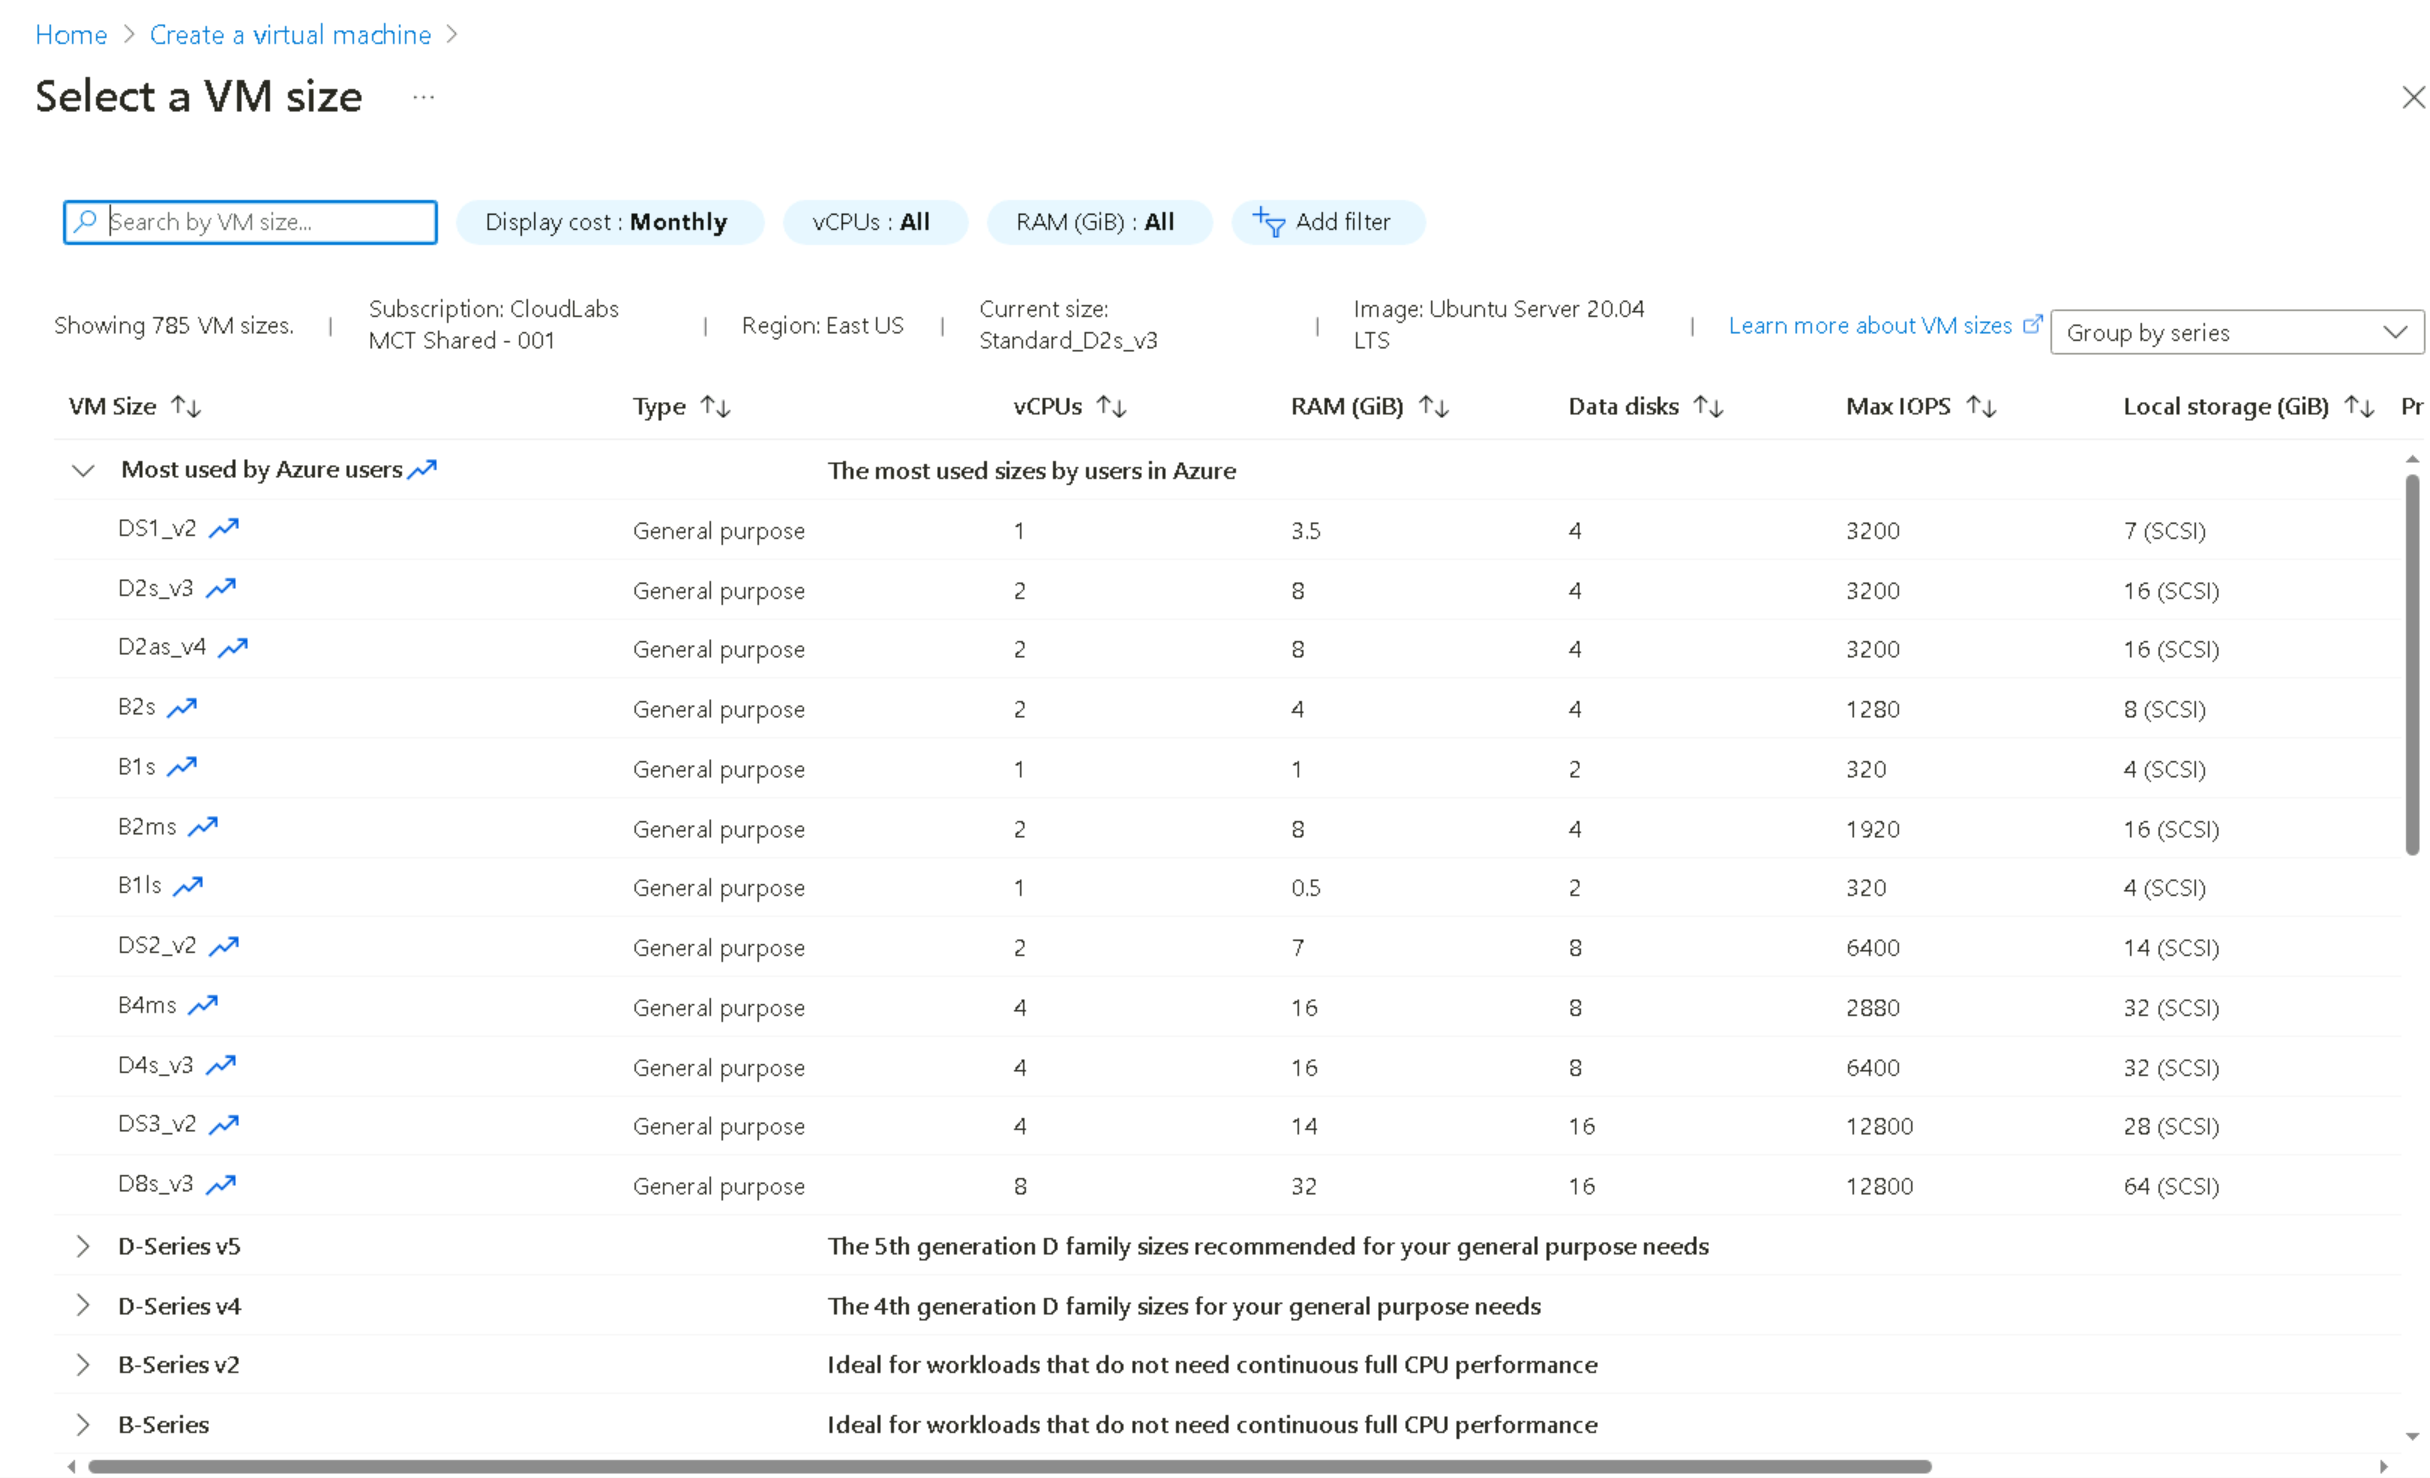 Home > Create a virtual machine >
Select a VM size ...
Search by VM size...
Display cost : Monthly
vCPUs : All
RAM (GiB) : All
Add filter
Showing 785 VM sizes. | Subscription: CloudLabs MCT Shared - 001 | Region: East US | Current size: Standard_D2s_v3 | Image: Ubuntu Server 20.04 LTS | Learn more about VM sizes
Group by series
VM Size Type vCPUs RAM (GiB) Data disks Max IOPS Local storage (GiB) Pr
Most used by Azure users The most used sizes by users in Azure
DS1_v2 General purpose 1 3.5 4 3200 7 (SCSI)
D2s_v3 General purpose 2 8 4 3200 16 (SCSI)
D2as_v4 General purpose 2 8 4 3200 16 (SCSI)
B2s General purpose 2 4 4 1280 8 (SCSI)
B1s General purpose 1 1 2 320 4 (SCSI)
B2ms General purpose 2 8 4 1920 16 (SCSI)
B1ls General purpose 1 0.5 2 320 4 (SCSI)
DS2_v2 General purpose 2 7 8 6400 14 (SCSI)
B4ms General purpose 4 16 8 2880 32 (SCSI)
D4s_v3 General purpose 4 16 8 6400 32 (SCSI)
DS3_v2 General purpose 4 14 16 12800 28 (SCSI)
D8s_v3 General purpose 8 32 16 12800 64 (SCSI)
D-Series v5 The 5th generation D family sizes recommended for your general purpose needs
D-Series v4 The 4th generation D family sizes for your general purpose needs
B-Series v2 Ideal for workloads that do not need continuous full CPU performance
B-Series Ideal for workloads that do not need continuous full CPU performance